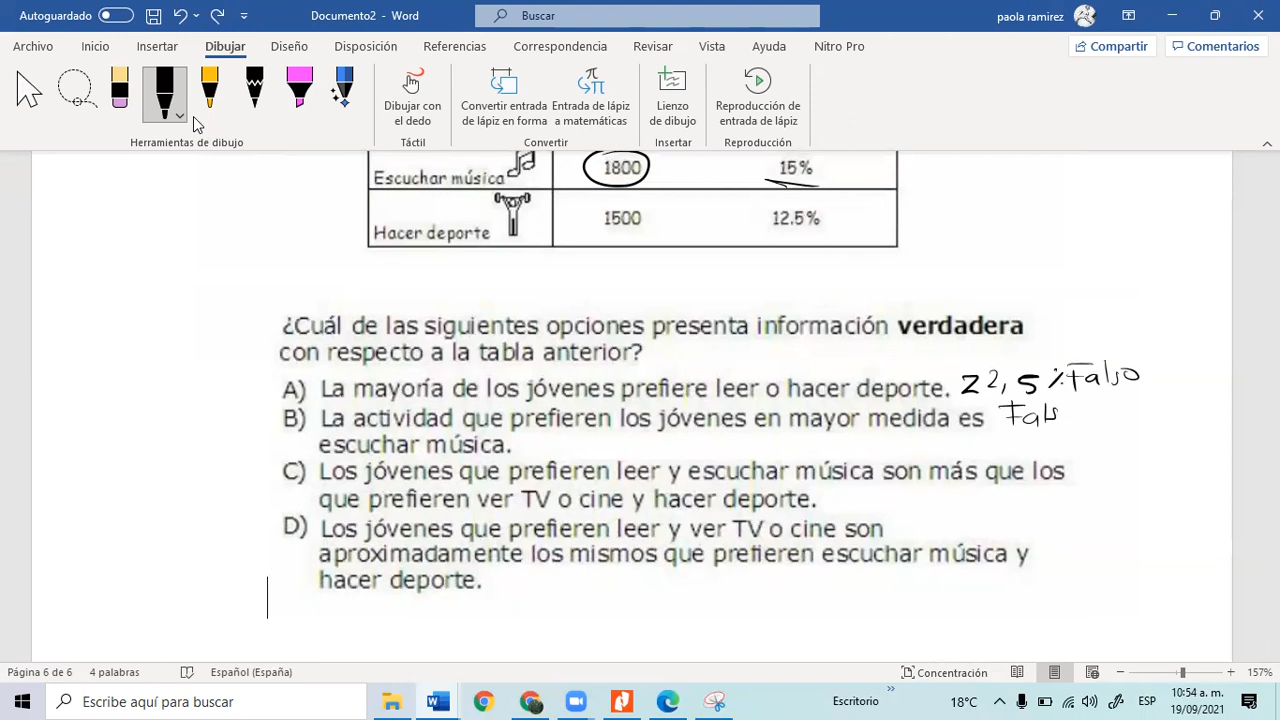 Autoguardado
Documento2 - Word
Buscar
paola ramirez
Archivo Inicio Insertar Dibujar Diseño Disposición Referencias Correspondencia Revisar Vista Ayuda Nitro Pro
Compartir
Comentarios
Dibujar con el dedo
Convertir entrada de lápiz en forma
Entrada de lápiz a matemáticas
Lienzo de dibujo
Reproducción de entrada de lápiz
Herramientas de dibujo
Táctil
Convertir
Insertar
Reproducción
Escuchar música 1800 15%
Hacer deporte 1500 12.5%
¿Cuál de las siguientes opciones presenta información verdadera
con respecto a la tabla anterior?
A) La mayoría de los jóvenes prefiere leer o hacer deporte. 22,5 % Falso
B) La actividad que prefieren los jóvenes en mayor medida es Fals
escuchar música.
C) Los jóvenes que prefieren leer y escuchar música son más que los
que prefieren ver TV o cine y hacer deporte.
D) Los jóvenes que prefieren leer y ver TV o cine son
aproximadamente los mismos que prefieren escuchar música y
hacer deporte.
Página 6 de 6 4 palabras Español (España) Concentración 157%
Escribe aquí para buscar
Escritorio
18°C
ESP
10:54 a. m.
19/09/2021